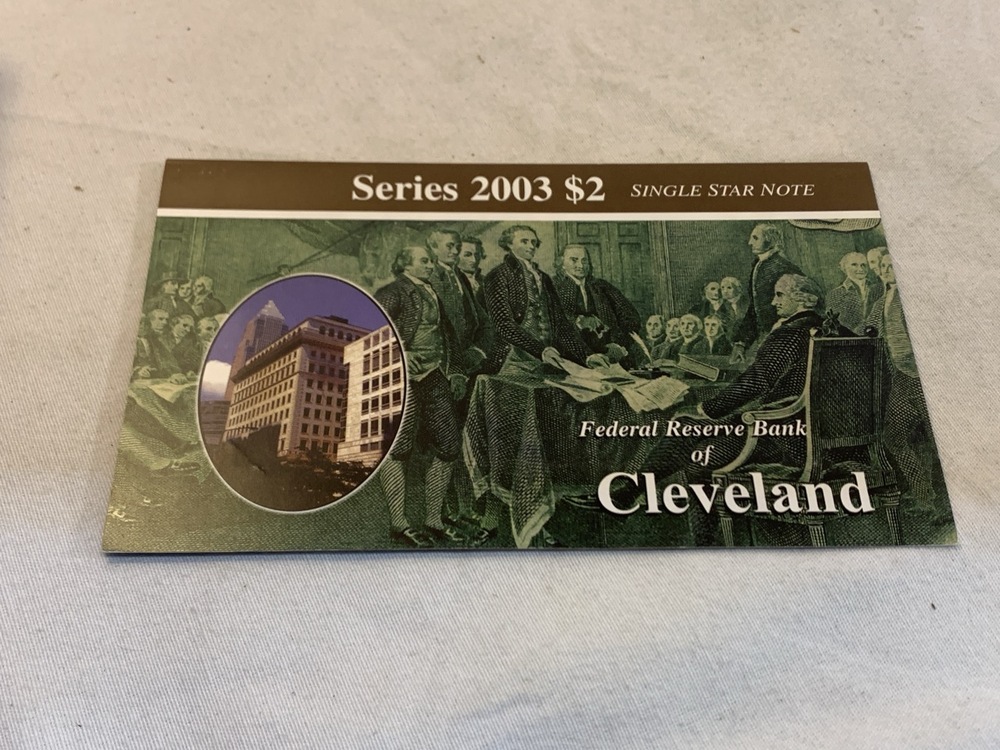 Series 2003 $2 SINGLE STAR NOTE
Federal Reserve Bank
of
Cleveland